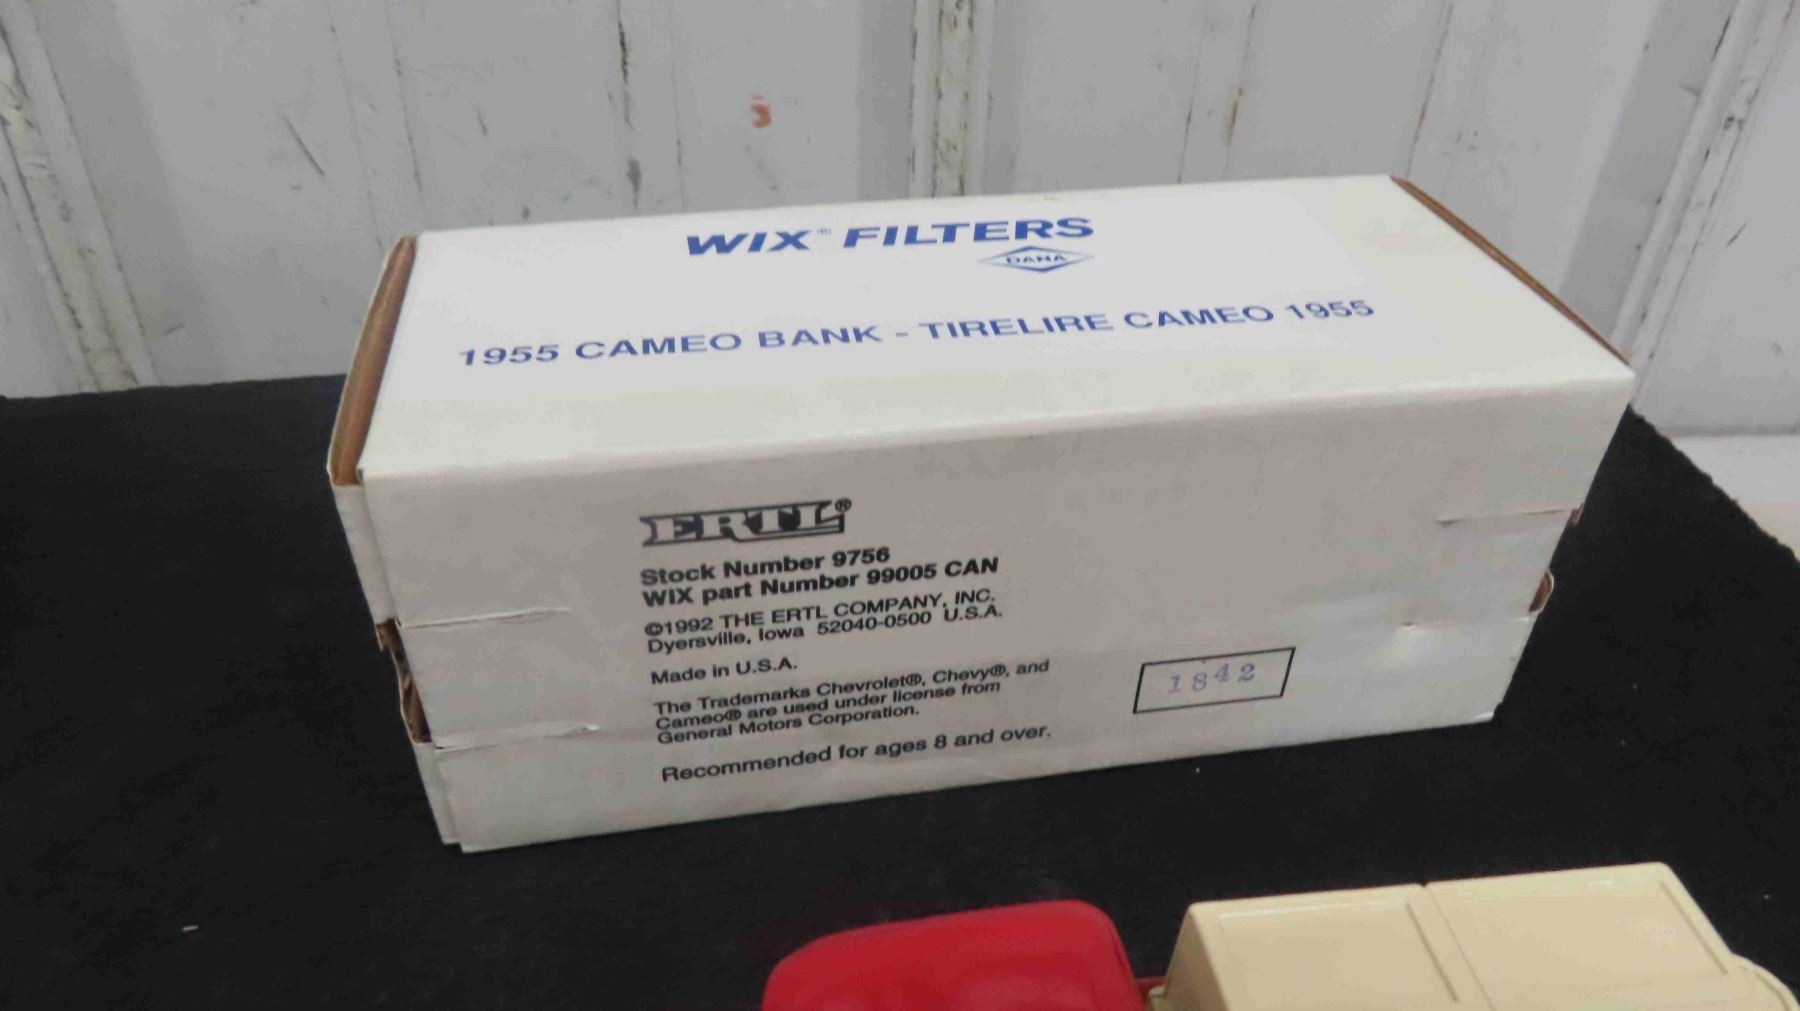 WIX® FILTERS
DANA
1955 CAMEO BANK - TIRELIRE CAMEO 1955
ERTL®
Stock Number 9756
WIX part Number 99005 CAN
©1992 THE ERTL COMPANY, INC.
Dyersville, Iowa 52040-0500 U.S.A.
Made in U.S.A.
The Trademarks Chevrolet®, Chevy®, and
Cameo® are used under license from
General Motors Corporation.
Recommended for ages 8 and over.
1842